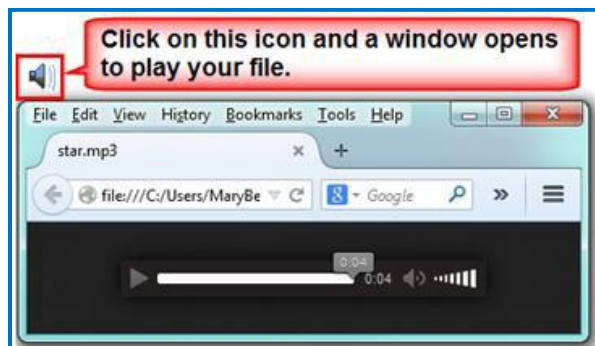 Click on this icon and a window opens
to play your file.
File Edit View History Bookmarks Tools Help
star.mp3
file:///C:/Users/MaryBe Google
0:04
0:04